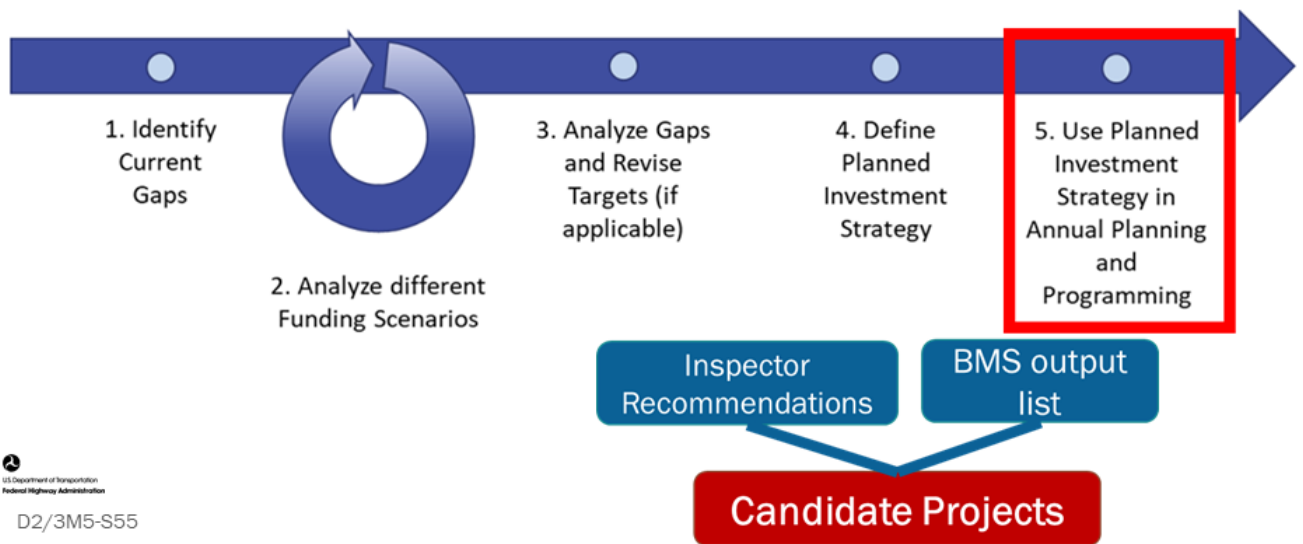 1. Identify
Current
Gaps
2. Analyze different
Funding Scenarios
3. Analyze Gaps
and Revise
Targets (if
applicable)
4. Define
Planned
Investment
Strategy
5. Use Planned
Investment
Strategy in
Annual Planning
and
Programming
Inspector
Recommendations
BMS output
list
Candidate Projects
U.S. Department of Transportation
Federal Highway Administration
D2/3M5-S55